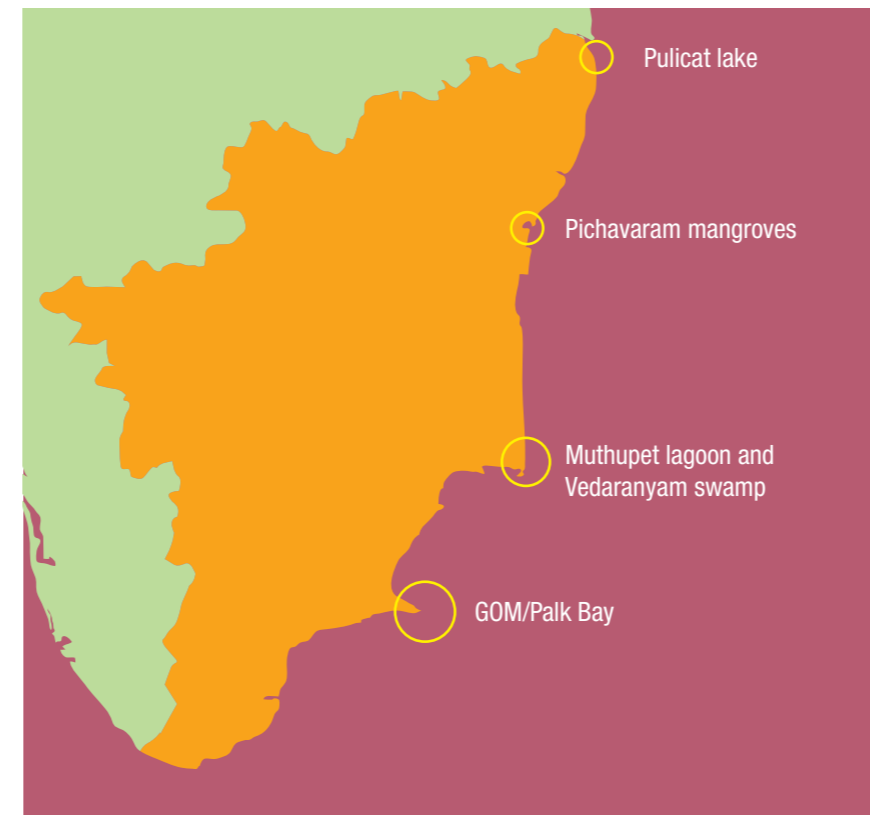 Pulicat lake
Pichavaram mangroves
Muthupet lagoon and
Vedaranyam swamp
GOM/Palk Bay